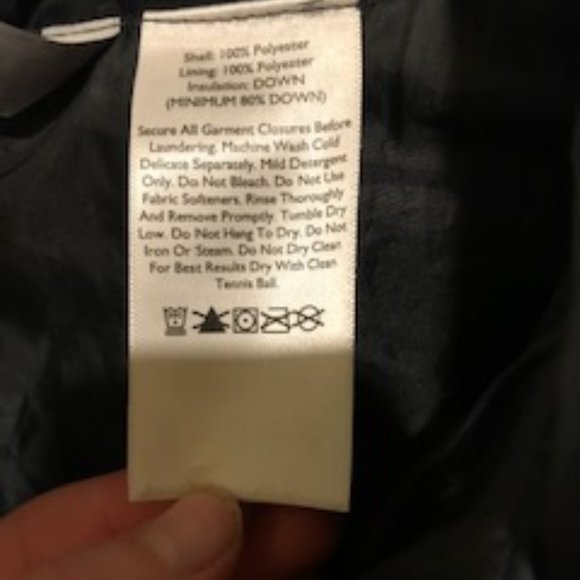 Shell: 100% Polyester
Lining: 100% Polyester
Insulation: DOWN
(MINIMUM 80% DOWN)
Secure All Garment Closures Before
Laundering. Machine Wash Cold
Delicate Separately. Mild Detergent
Only. Do Not Bleach. Do Not Use
Fabric Softeners. Rinse Thoroughly
And Remove Promptly. Tumble Dry
Low. Do Not Hang To Dry. Do Not
Iron Or Steam. Do Not Dry Clean
For Best Results Dry With Clean
Tennis Ball.